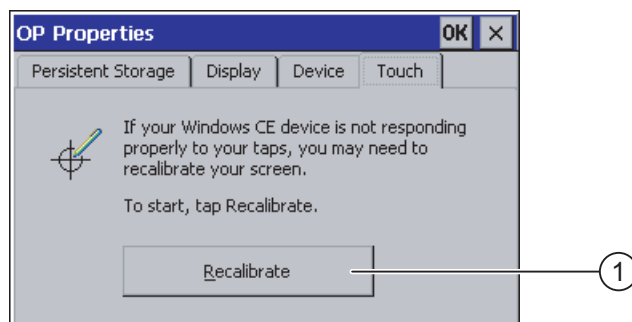 OP Properties OK ×
Persistent Storage Display Device Touch
If your Windows CE device is not responding
properly to your taps, you may need to
recalibrate your screen.
To start, tap Recalibrate.
Recalibrate 1